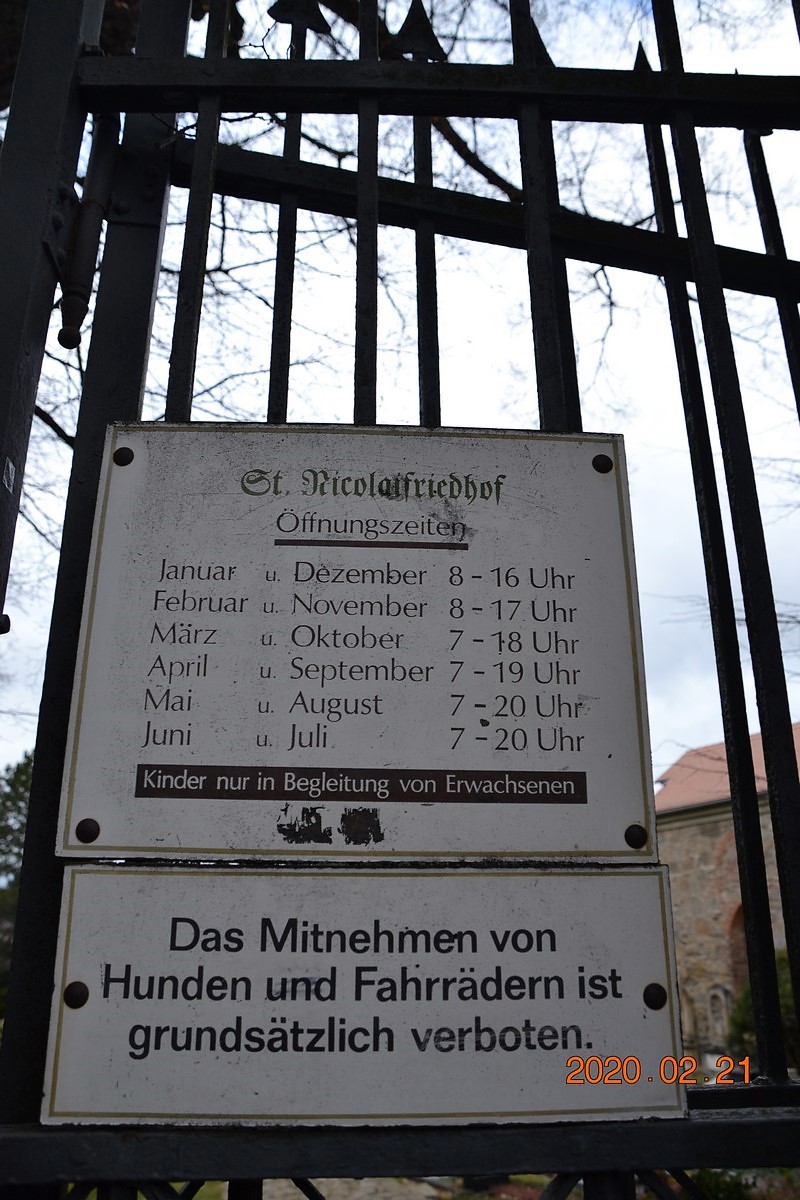 St. Nicolaifriedhof
Öffnungszeiten
Januar u. Dezember 8 - 16 Uhr
Februar u. November 8 - 17 Uhr
März u. Oktober 7 - 18 Uhr
April u. September 7 - 19 Uhr
Mai u. August 7 - 20 Uhr
Juni u. Juli 7 - 20 Uhr
Kinder nur in Begleitung von Erwachsenen
Das Mitnehmen von
Hunden und Fahrrädern ist
grundsätzlich verboten.
2020.02.21